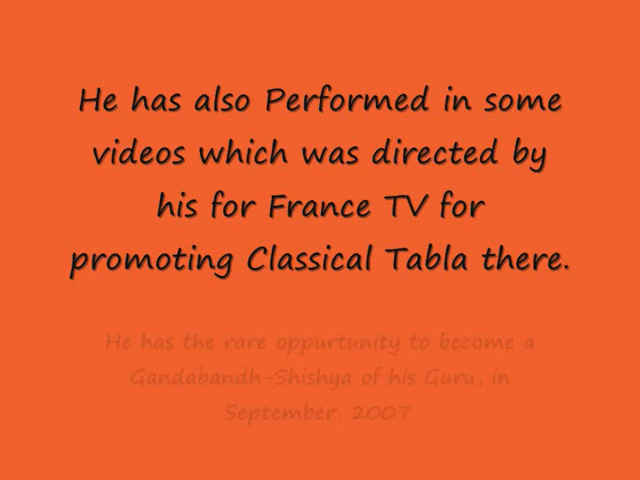 He has also Performed in some
videos which was directed by
his for France TV for
promoting Classical Tabla there.
He has the rare oppurtunity to become a
Gandabandh-Shishya of his Guru, in
September, 2007.